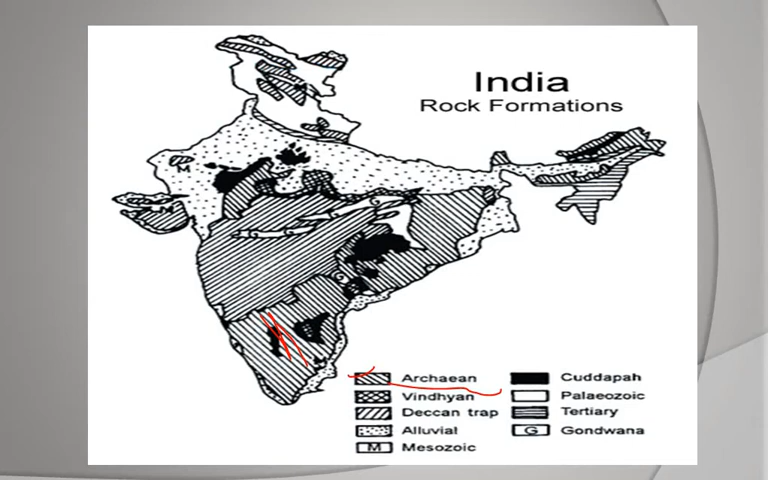 India
Rock Formations
M
M
G
Archaean
Cuddapah
Vindhyan
Palaeozoic
Deccan trap
Tertiary
Alluvial
G Gondwana
M Mesozoic